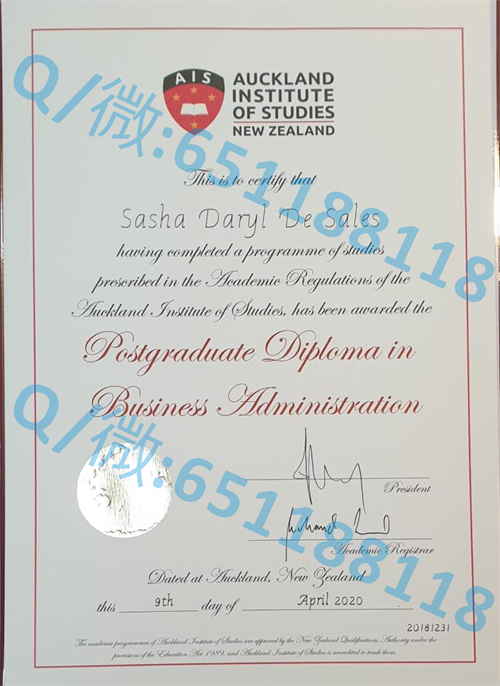 AIS
AUCKLAND
INSTITUTE
OF STUDIES
NEW ZEALAND
This is to certify that
Sasha Daryl De Sales
having completed a programme of studies
prescribed in the Academic Regulations of the
Auckland Institute of Studies, has been awarded the
Postgraduate Diploma in
Business Administration
President
Academic Registrar
Dated at Auckland, New Zealand
this 9th day of April 2020
20181231
The academic programmes of Auckland Institute of Studies are approved by the New Zealand Qualifications Authority under the
provisions of the Education Act 1989, and Auckland Institute of Studies is accredited to teach them.
Q/微:651188118
Q/微:651188118